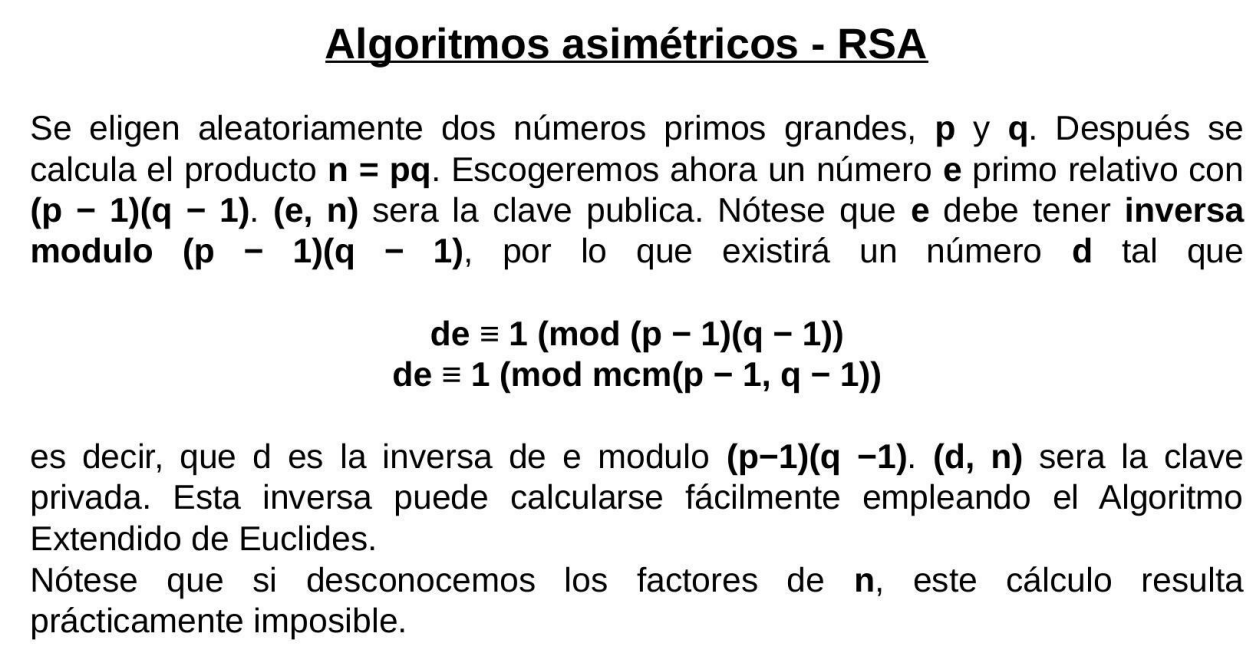 Algoritmos asimétricos - RSA
Se eligen aleatoriamente dos números primos grandes, p y q. Después se
calcula el producto n = pq. Escogeremos ahora un número e primo relativo con
(p − 1)(q − 1). (e, n) sera la clave publica. Nótese que e debe tener inversa
modulo (p − 1)(q − 1), por lo que existirá un número d tal que
de ≡ 1 (mod (p − 1)(q − 1))
de ≡ 1 (mod mcm(p − 1, q − 1))
es decir, que d es la inversa de e modulo (p−1)(q −1). (d, n) sera la clave
privada. Esta inversa puede calcularse fácilmente empleando el Algoritmo
Extendido de Euclides.
Nótese que si desconocemos los factores de n, este cálculo resulta
prácticamente imposible.